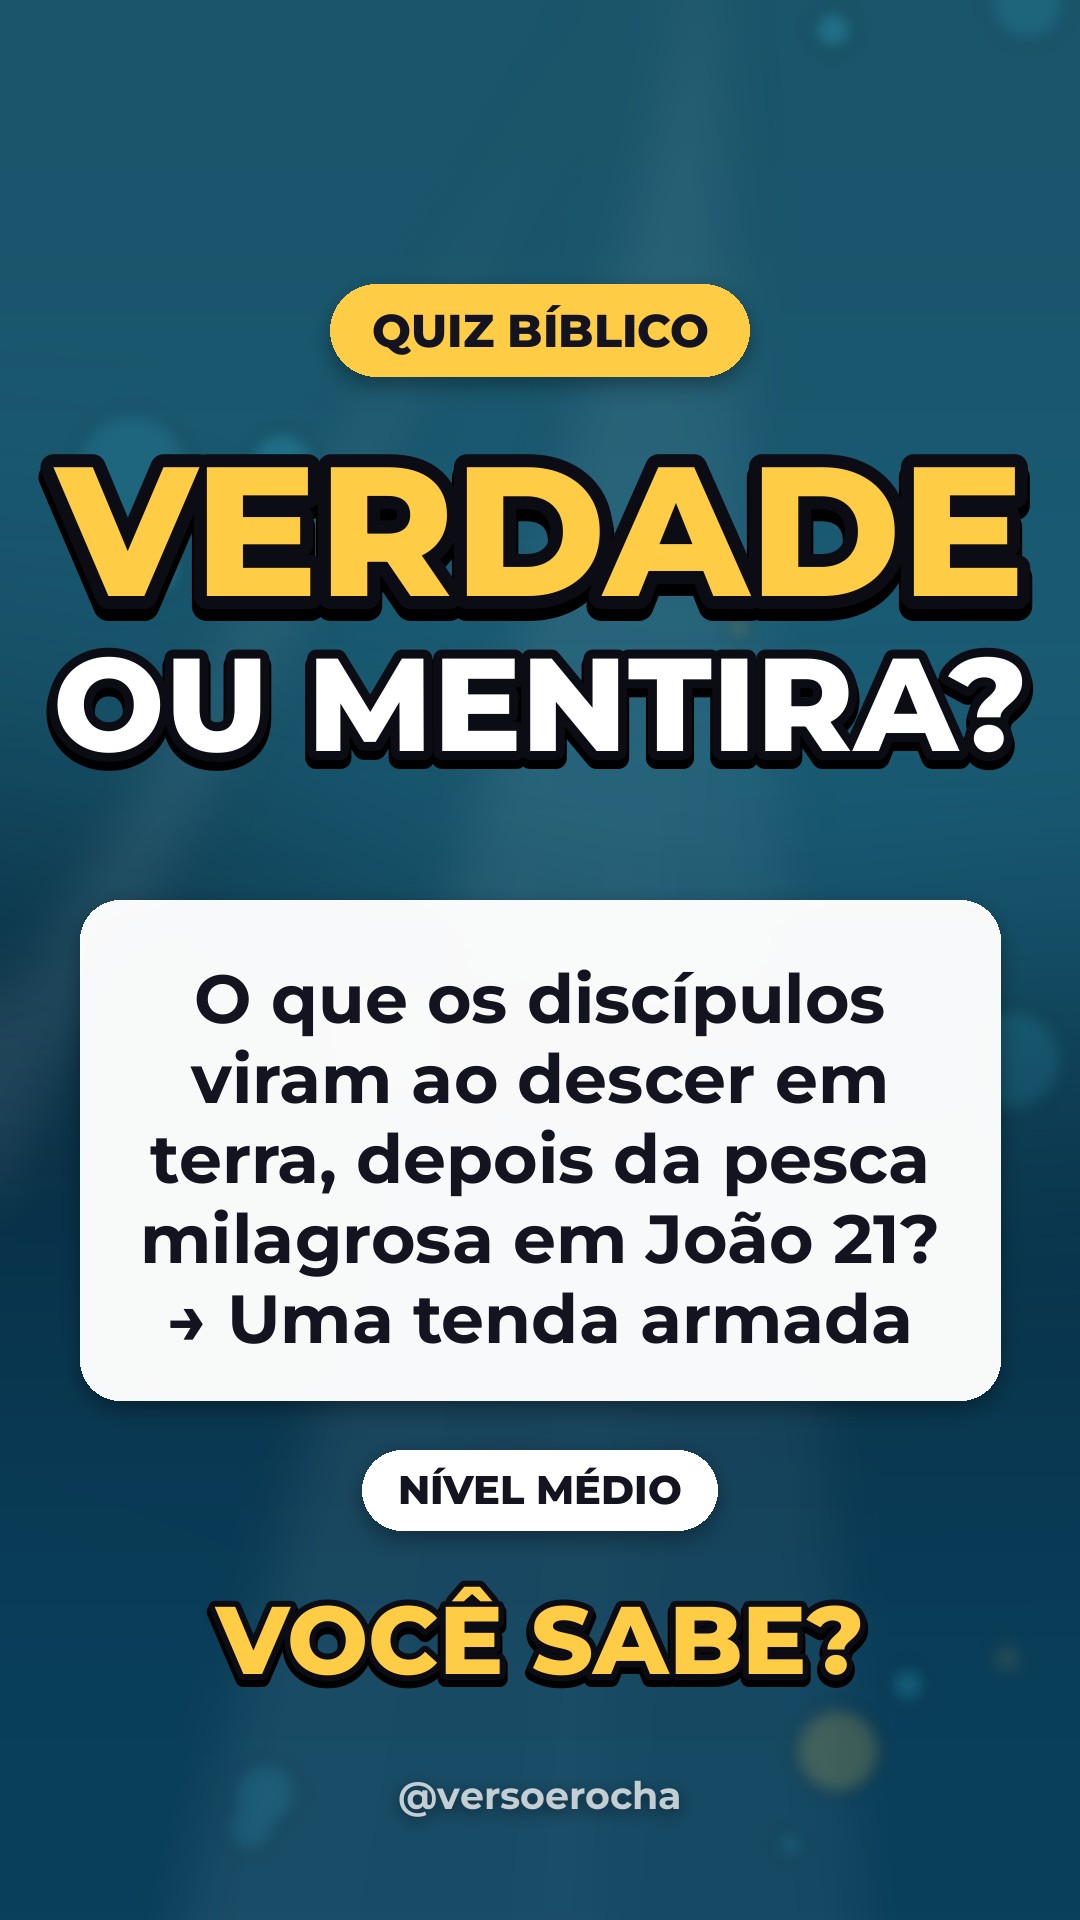 QUIZ BÍBLICO
VERDADE
OU MENTIRA?
O que os discípulos
viram ao descer em
terra, depois da pesca
milagrosa em João 21?
→ Uma tenda armada
NÍVEL MÉDIO
VOCÊ SABE?
@versoerocha